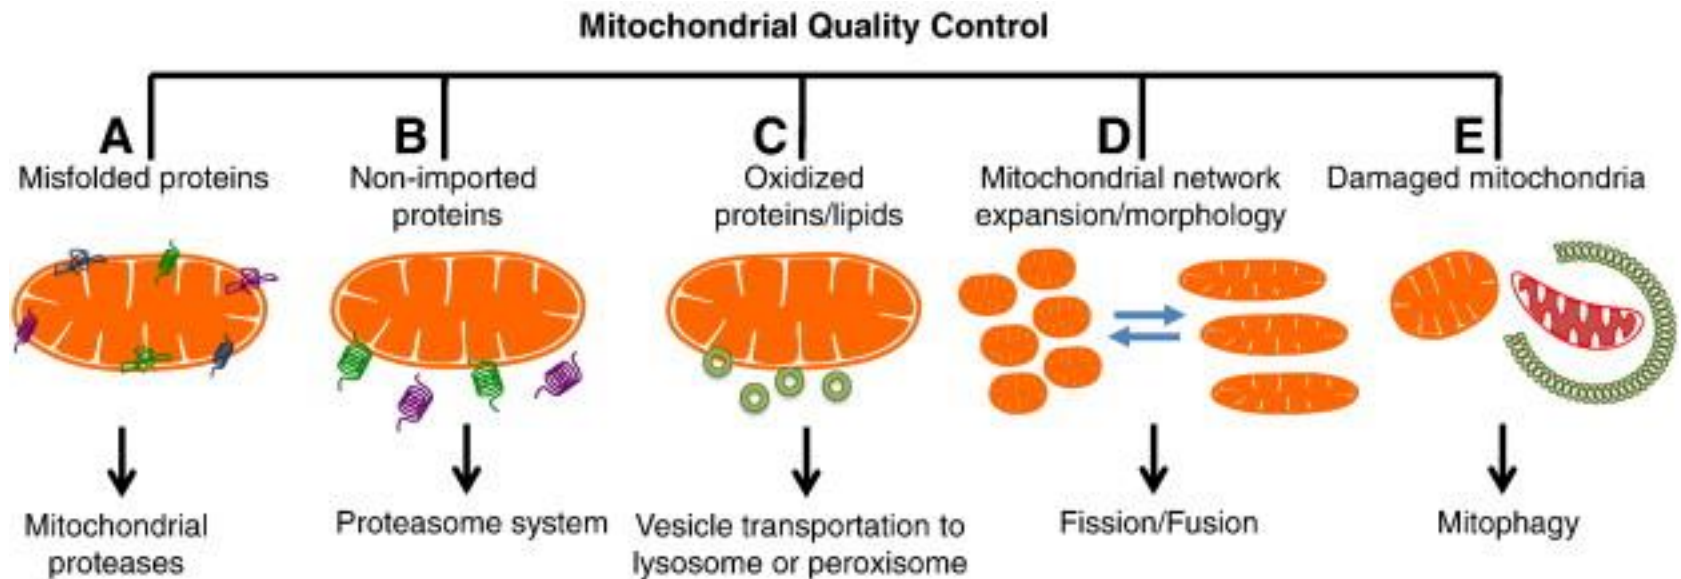 Mitochondrial Quality Control
A
Misfolded proteins
Mitochondrial
proteases
B
Non-imported
proteins
Proteasome system
C
Oxidized
proteins/lipids
Vesicle transportation to
lysosome or peroxisome
D
Mitochondrial network
expansion/morphology
Fission/Fusion
E
Damaged mitochondria
Mitophagy